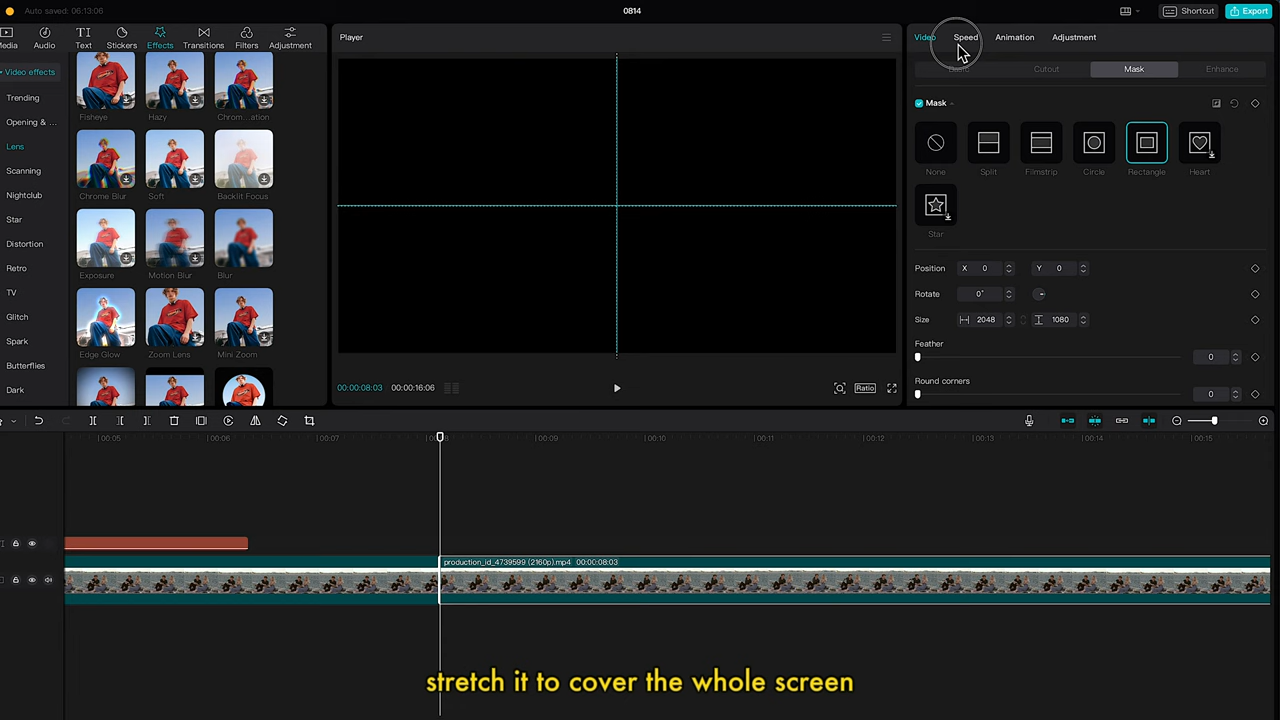 Auto saved: 06:13:06
0814
Shortcut
Export
Media
Audio
Text
Stickers
Effects
Transitions
Filters
Adjustment
Player
Video
Speed
Animation
Adjustment
Video effects
Trending
Opening & ...
Lens
Scanning
Nightclub
Star
Distortion
Retro
TV
Glitch
Spark
Butterflies
Dark
Fisheye
Hazy
Chrom...ation
Chrome Blur
Soft
Backlit Focus
Exposure
Motion Blur
Blur
Edge Glow
Zoom Lens
Mini Zoom
Basic
Cutout
Mask
Enhance
Mask
None
Split
Filmstrip
Circle
Rectangle
Heart
Star
Position X 0 Y 0
Rotate 0°
Size 2048 1080
Feather
0
Round corners
0
00:00:08:03 00:00:16:06
Ratio
00:05 00:06 00:07 00:09 00:10 00:11 00:12 00:13 00:14 00:15
production_id_4739599 (2160p).mp4 00:00:08:03
stretch it to cover the whole screen